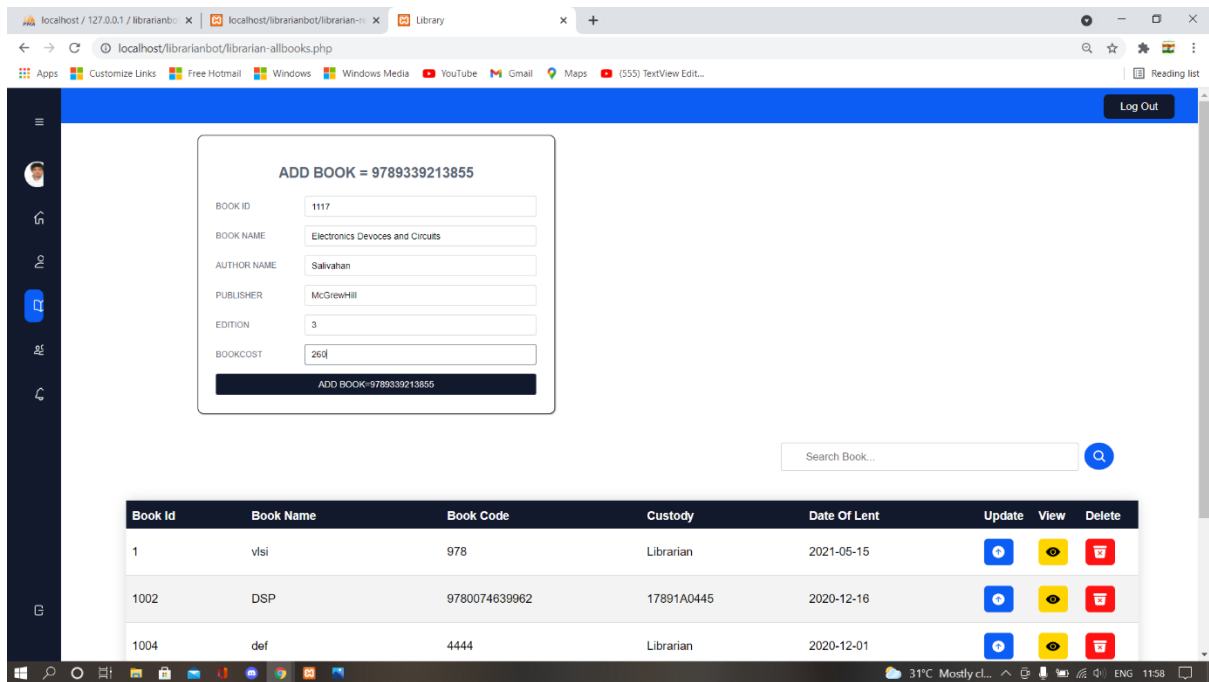 localhost / 127.0.0.1 / librarianbo
localhost/librarianbot/librarian-re
Library
localhost/librarianbot/librarian-allbooks.php
Apps Customize Links Free Hotmail Windows Windows Media YouTube Gmail Maps (555) TextView Edit... Reading list
Log Out
ADD BOOK = 9789339213855
BOOK ID 1117
BOOK NAME Electronics Devoces and Circuits
AUTHOR NAME Salivahan
PUBLISHER McGrewHill
EDITION 3
BOOKCOST 260
ADD BOOK=9789339213855
Search Book...
Book Id Book Name Book Code Custody Date Of Lent Update View Delete
1 vlsi 978 Librarian 2021-05-15
1002 DSP 9780074639962 17891A0445 2020-12-16
1004 def 4444 Librarian 2020-12-01
31°C Mostly cl... ENG 11:58